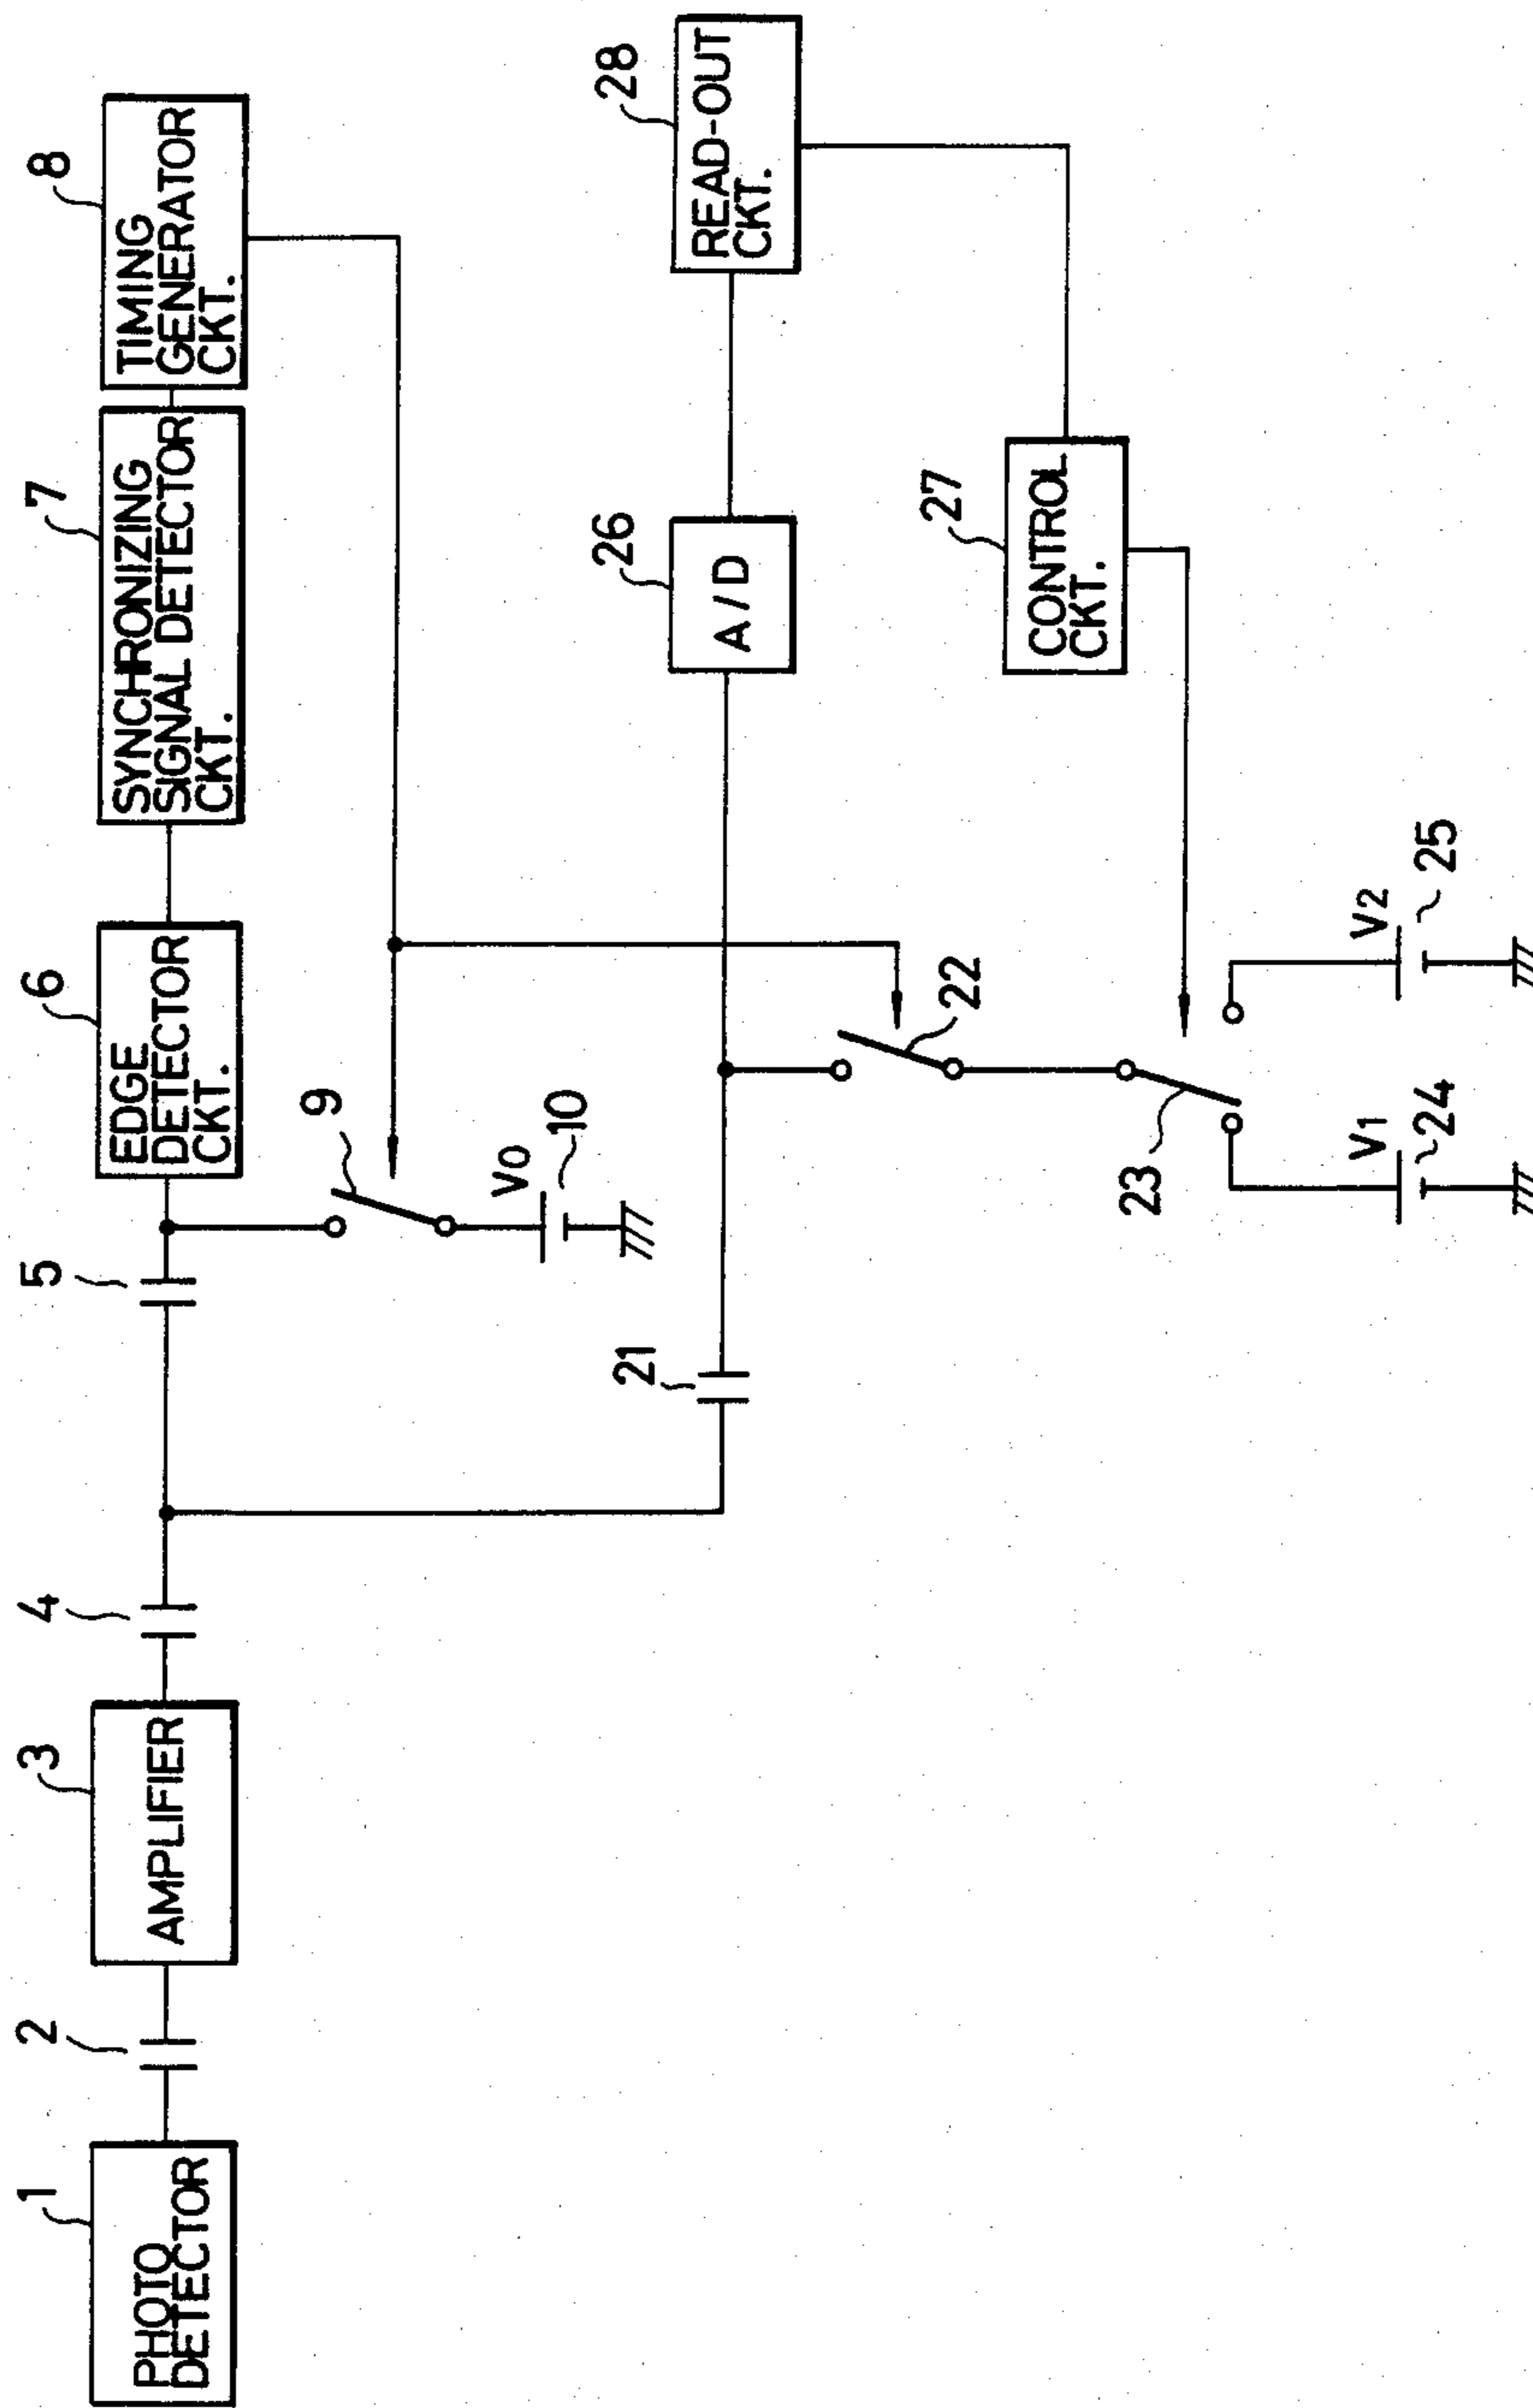 1
PHOTO
DETECTOR
2
3
AMPLIFIER
4
5
6
EDGE
DETECTOR
CKT.
7
SYNCHRONIZING
SIGNAL DETECTOR
CKT.
8
TIMING
GENERATOR
CKT.
9
V0
10
21
26
A/D
28
READ-OUT
CKT.
22
27
CONTROL
CKT.
23
V1
24
V2
25